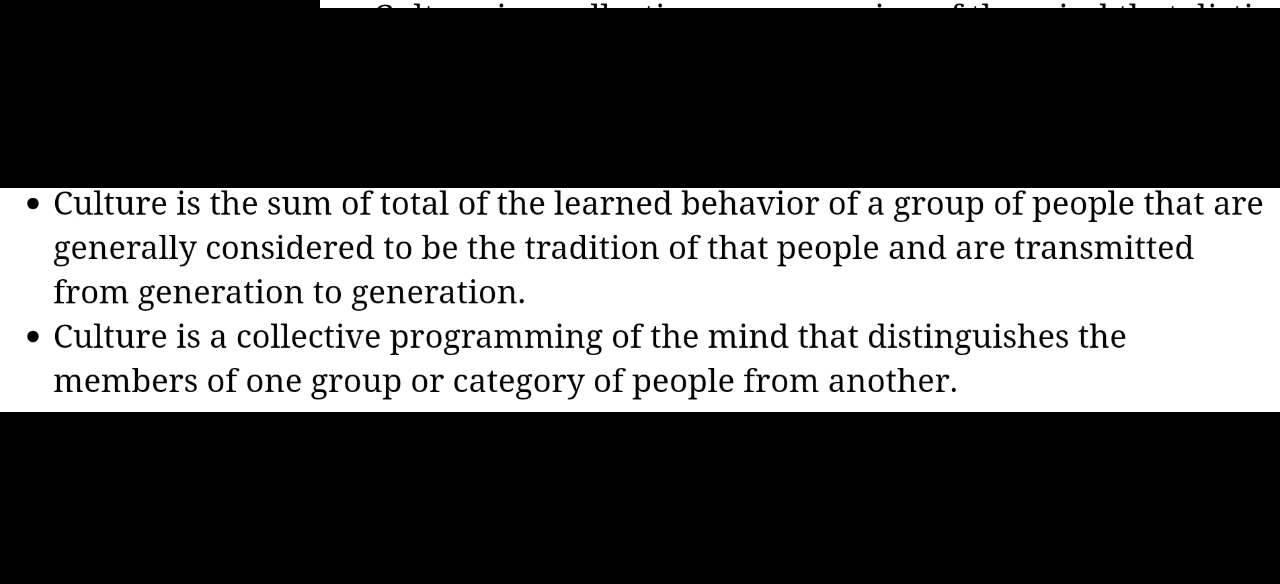 • Culture is the sum of total of the learned behavior of a group of people that are
generally considered to be the tradition of that people and are transmitted
from generation to generation.
• Culture is a collective programming of the mind that distinguishes the
members of one group or category of people from another.